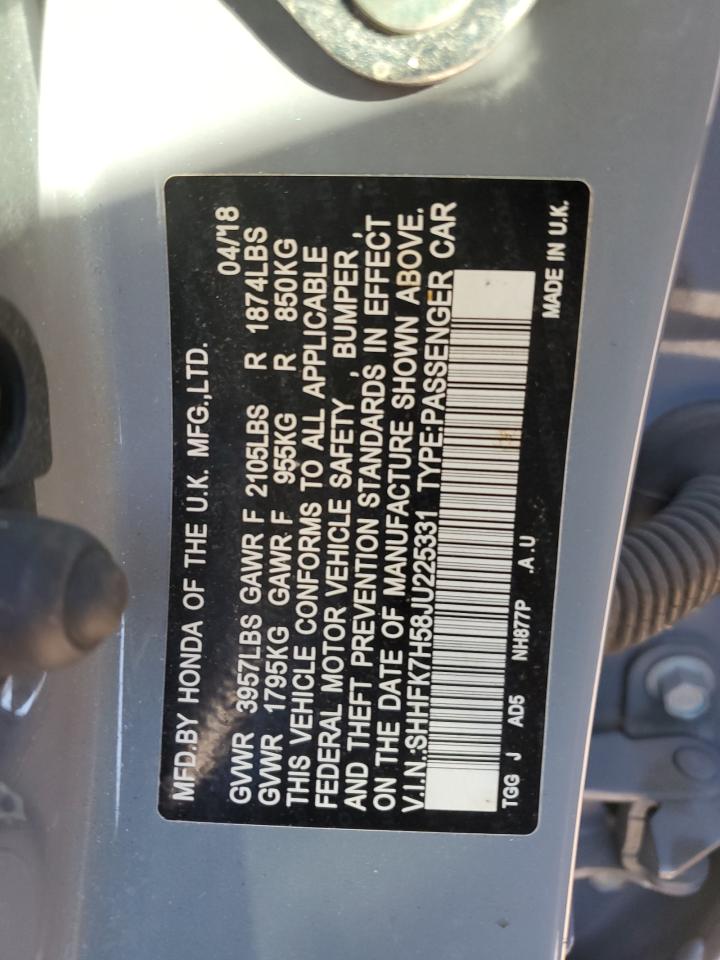 MFD.BY HONDA OF THE U.K. MFG.,LTD.
04/18
GVWR 3957LBS GAWR F 2105LBS R 1874LBS
GVWR 1795KG GAWR F 955KG R 850KG
THIS VEHICLE CONFORMS TO ALL APPLICABLE
FEDERAL MOTOR VEHICLE SAFETY , BUMPER ,
AND THEFT PREVENTION STANDARDS IN EFFECT
ON THE DATE OF MANUFACTURE SHOWN ABOVE.
V.I.N.:SHHFK7H58JU225331 TYPE:PASSENGER CAR
TGG J AD5 NH877P .A.U MADE IN U.K.